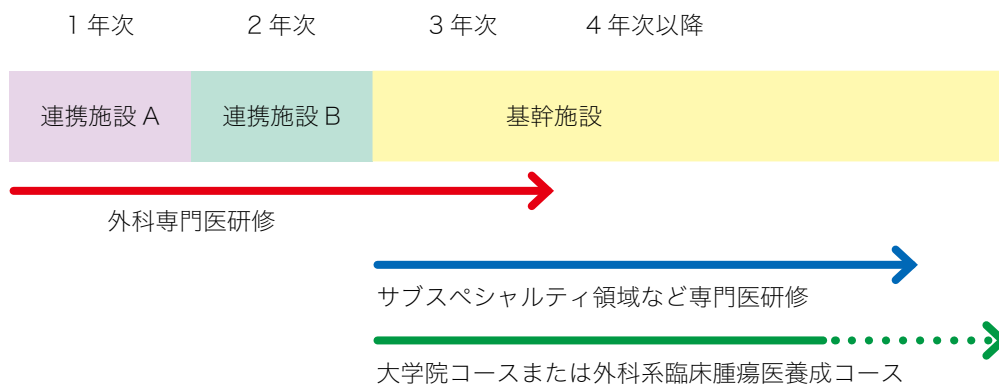 1 年次 2 年次 3 年次 4 年次以降
連携施設 A 連携施設 B 基幹施設
外科専門医研修
サブスペシャルティ領域など専門医研修
大学院コースまたは外科系臨床腫瘍医養成コース